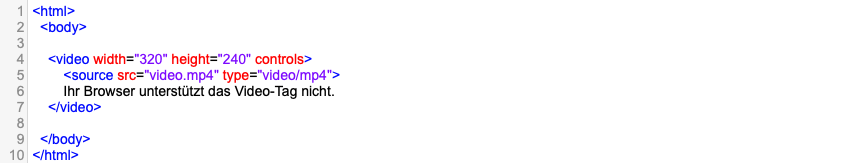 1 <html>
2 <body>
3
4 <video width="320" height="240" controls>
5 <source src="video.mp4" type="video/mp4">
6 Ihr Browser unterstützt das Video-Tag nicht.
7 </video>
8
9 </body>
10 </html>